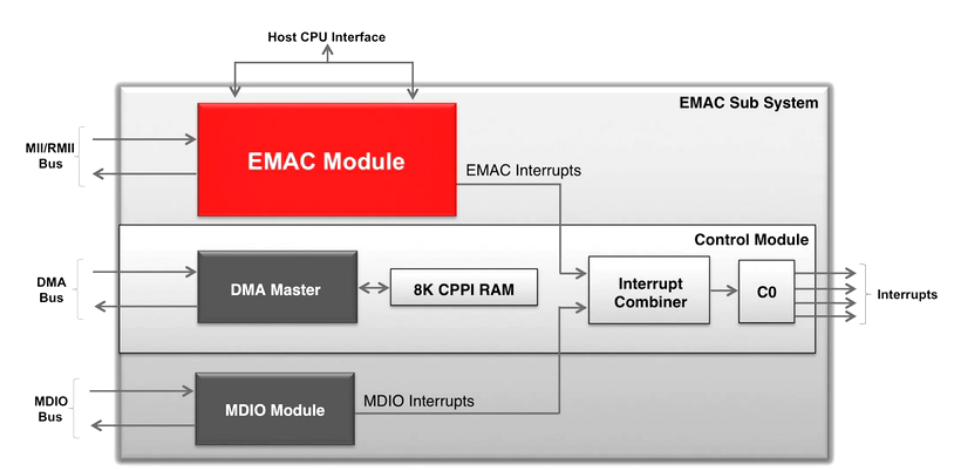 Host CPU Interface
EMAC Sub System
MII/RMII
Bus
EMAC Module
EMAC Interrupts
Control Module
DMA
Bus
DMA Master
8K CPPI RAM
Interrupt
Combiner
C0
Interrupts
MDIO
Bus
MDIO Module
MDIO Interrupts